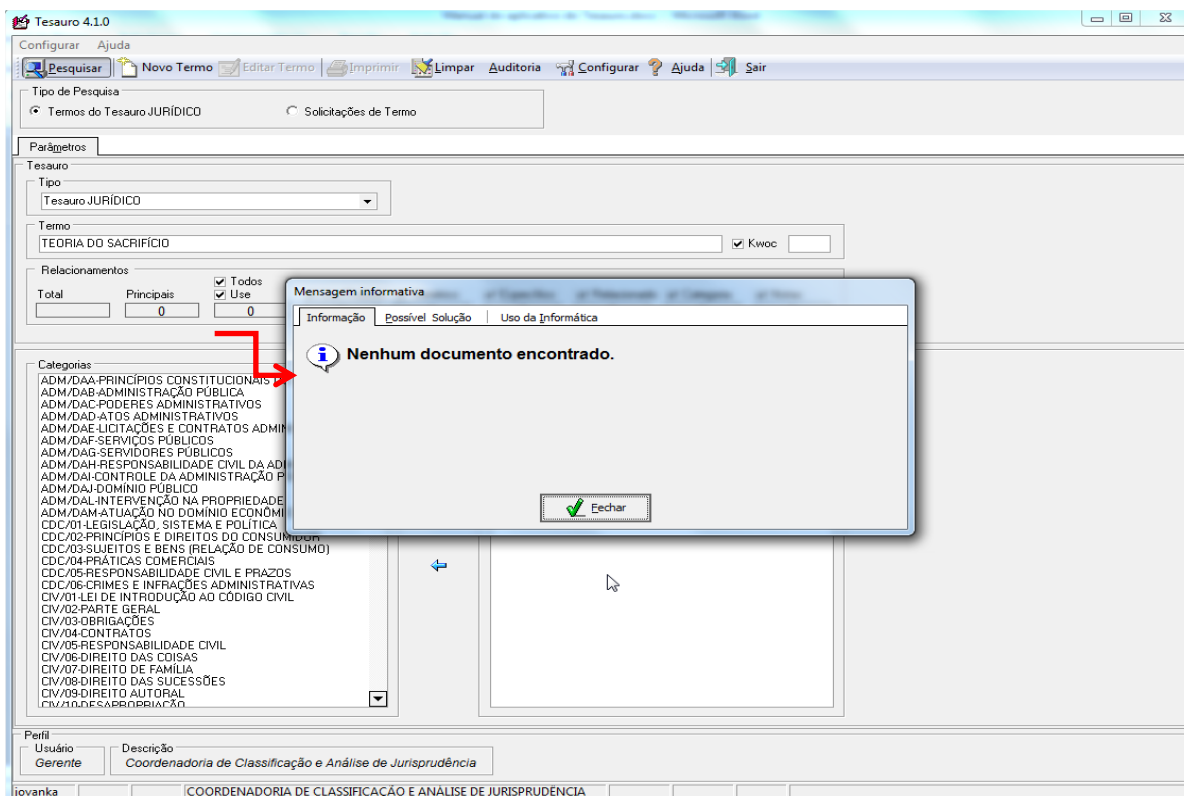 Tesauro 4.1.0
Configurar Ajuda
Pesquisar Novo Termo Editar Termo Imprimir Limpar Auditoria Configurar Ajuda Sair
Tipo de Pesquisa
Termos do Tesauro JURÍDICO Solicitações de Termo
Parâmetros
Tesauro
Tipo
Tesauro JURÍDICO
Termo
TEORIA DO SACRIFÍCIO Kwoc
Relacionamentos
Todos
Total Principais Use
0 0
Mensagem informativa
Informação Possível Solução Uso da Informática
Nenhum documento encontrado.
Fechar
Categorias
ADM/DAA-PRINCÍPIOS CONSTITUCIONAIS
ADM/DAB-ADMINISTRAÇÃO PÚBLICA
ADM/DAC-PODERES ADMINISTRATIVOS
ADM/DAD-ATOS ADMINISTRATIVOS
ADM/DAE-LICITAÇÕES E CONTRATOS ADMIN
ADM/DAF-SERVIÇOS PÚBLICOS
ADM/DAG-SERVIDORES PÚBLICOS
ADM/DAH-RESPONSABILIDADE CIVIL DA ADI
ADM/DAI-CONTROLE DA ADMINISTRAÇÃO P
ADM/DAJ-DOMÍNIO PÚBLICO
ADM/DAL-INTERVENÇÃO NA PROPRIEDADE
ADM/DAM-ATUAÇÃO NO DOMÍNIO ECONÔMI
CDC/01-LEGISLAÇÃO, SISTEMA E POLÍTICA
CDC/02-PRINCÍPIOS E DIREITOS DO CONSUMIDOR
CDC/03-SUJEITOS E BENS (RELAÇÃO DE CONSUMO)
CDC/04-PRÁTICAS COMERCIAIS
CDC/05-RESPONSABILIDADE CIVIL E PRAZOS
CDC/06-CRIMES E INFRAÇÕES ADMINISTRATIVAS
CIV/01-LEI DE INTRODUÇÃO AO CÓDIGO CIVIL
CIV/02-PARTE GERAL
CIV/03-OBRIGAÇÕES
CIV/04-CONTRATOS
CIV/05-RESPONSABILIDADE CIVIL
CIV/06-DIREITO DAS COISAS
CIV/07-DIREITO DE FAMÍLIA
CIV/08-DIREITO DAS SUCESSÕES
CIV/09-DIREITO AUTORAL
CIV/10-DESAPROPRIAÇÃO
Perfil
Usuário Descrição
Gerente Coordenadoria de Classificação e Análise de Jurisprudência
jovanka COORDENADORIA DE CLASSIFICAÇÃO E ANÁLISE DE JURISPRUDÊNCIA